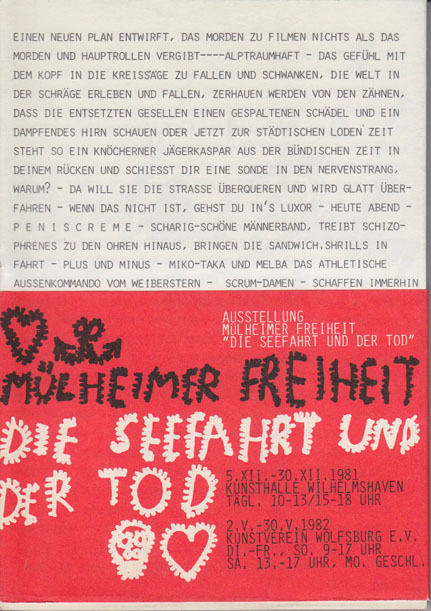 EINEN NEUEN PLAN ENTWIRFT, DAS MORDEN ZU FILMEN NICHTS ALS DAS
MORDEN UND HAUPTROLLEN VERGIBT----ALPTRAUMHAFT - DAS GEFÜHL MIT
DEM KOPF IN DIE KREISSÄGE ZU FALLEN UND SCHWANKEN, DIE WELT IN
DER SCHRÄGE ERLEBEN UND FALLEN, ZERHAUEN WERDEN VON DEN ZÄHNEN,
DASS DIE ENTSETZTEN GESELLEN EINEN GESPALTENEN SCHÄDEL UND EIN
DAMPFENDES HIRN SCHAUEN ODER JETZT ZUR STÄDTISCHEN LODEN ZEIT
STEHT SO EIN KNÖCHERNER JÄGERKASPAR AUS DER BÜNDISCHEN ZEIT IN
DEINEM RÜCKEN UND SCHIESST DIR EINE SONDE IN DEN NERVENSTRANG,
WARUM? - DA WILL SIE DIE STRASSE ÜBERQUEREN UND WIRD GLATT ÜBER-
FAHREN - WENN DAS NICHT IST, GEHST DU IN'S LUXOR - HEUTE ABEND -
P E N I S C R E M E - SCHARIG-SCHÖNE MÄNNERBAND, TREIBT SCHIZO-
PHRENES ZU DEN OHREN HINAUS, BRINGEN DIE SANDWICH.SHRILLS IN
FAHRT - PLUS UND MINUS - MIKO-TAKA UND MELBA DAS ATHLETISCHE
AUSSENKOMMANDO VOM WEIBERSTERN - SCRUM-DAMEN - SCHAFFEN IMMERHIN
AUSSTELLUNG
MÜLHEIMER FREIHEIT
"DIE SEEFAHRT UND DER TOD"
MÜLHEIMER FREIHEIT
DIE SEEFAHRT UND
DER TOD
5.XII.-30.XII.1981
KUNSTHALLE WILHELMSHAVEN
TÄGL. 10-13/15-18 UHR
2.V.-30.V.1982
KUNSTVEREIN WOLFSBURG E.V.
DI.-FR., SO. 9-17 UHR
SA. 13.-17 UHR, MO. GESCHL.